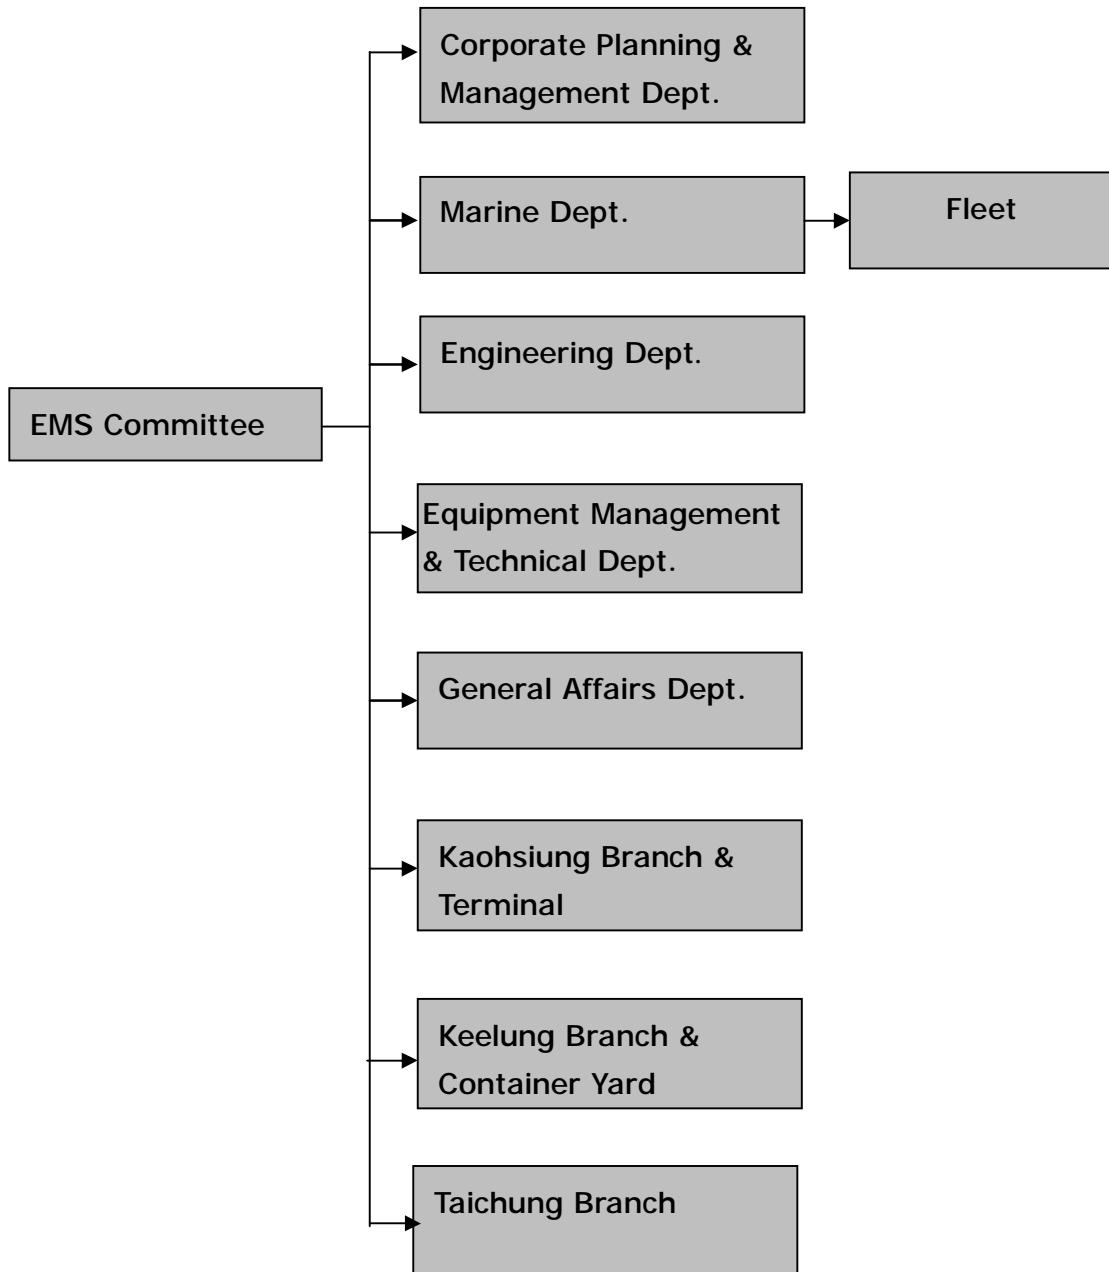 Corporate Planning &
Management Dept.
Marine Dept.
Fleet
Engineering Dept.
EMS Committee
Equipment Management
& Technical Dept.
General Affairs Dept.
Kaohsiung Branch &
Terminal
Keelung Branch &
Container Yard
Taichung Branch